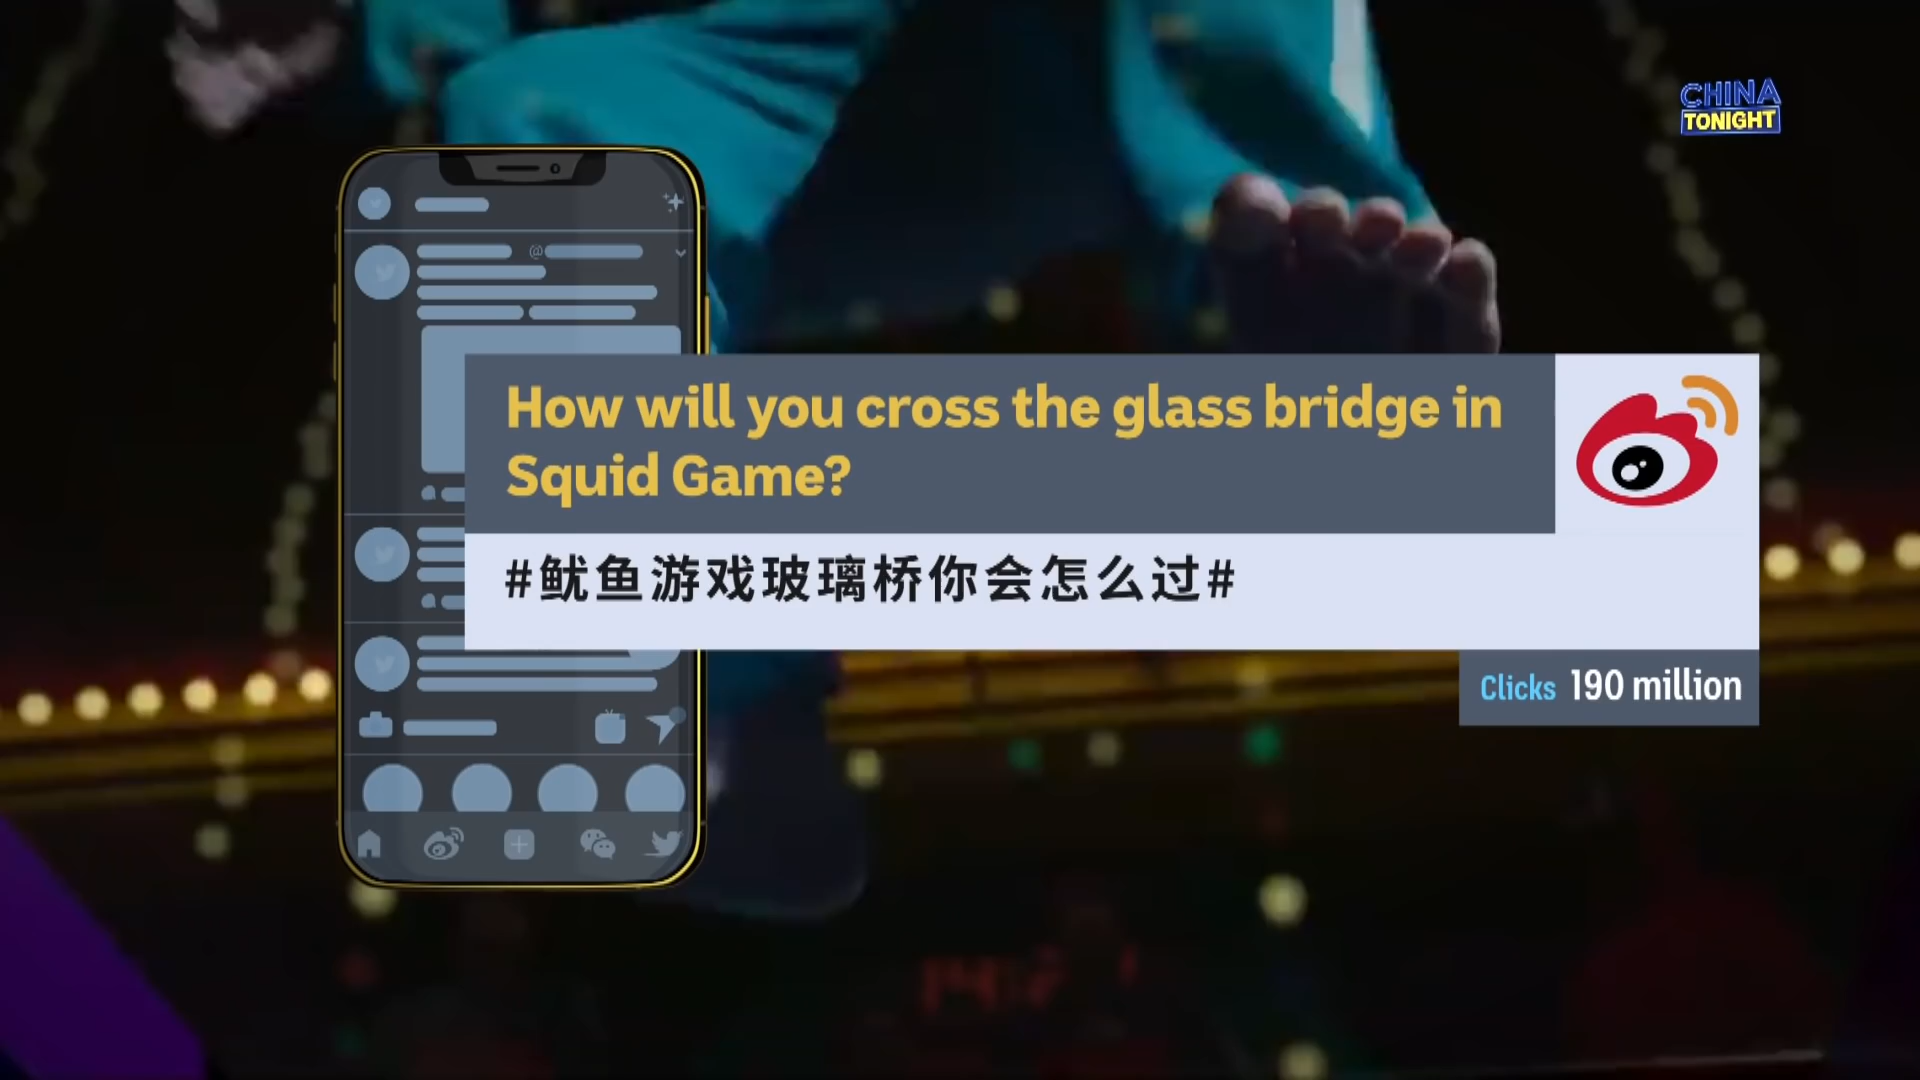 CHINA
TONIGHT
@
How will you cross the glass bridge in
Squid Game?
#鱿鱼游戏玻璃桥你会怎么过#
Clicks 190 million